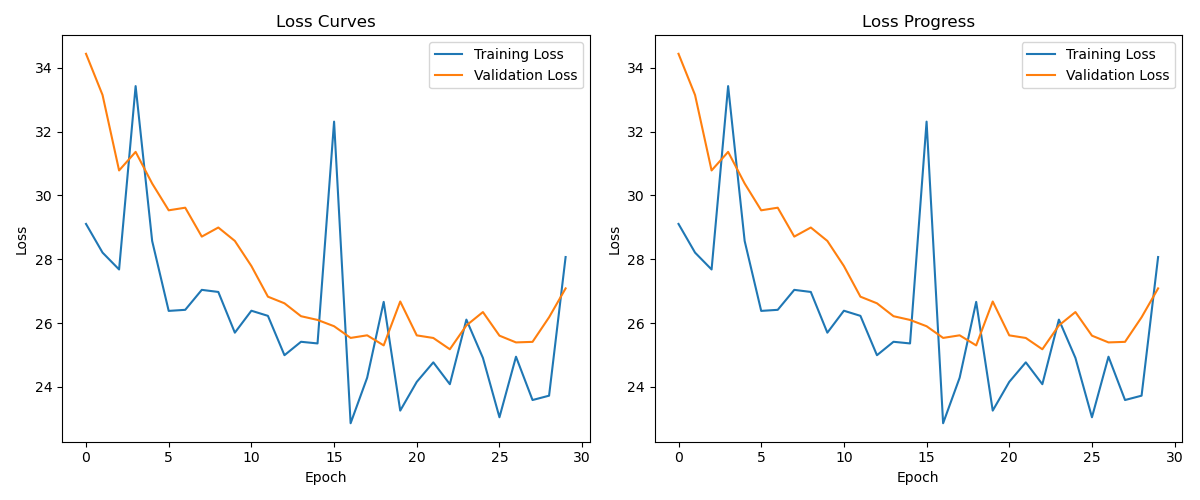 Loss Curves
Training Loss
Validation Loss
34
32
30
28
26
24
Loss
0 5 10 15 20 25 30
Epoch
Loss Progress
Training Loss
Validation Loss
34
32
30
28
26
24
Loss
0 5 10 15 20 25 30
Epoch